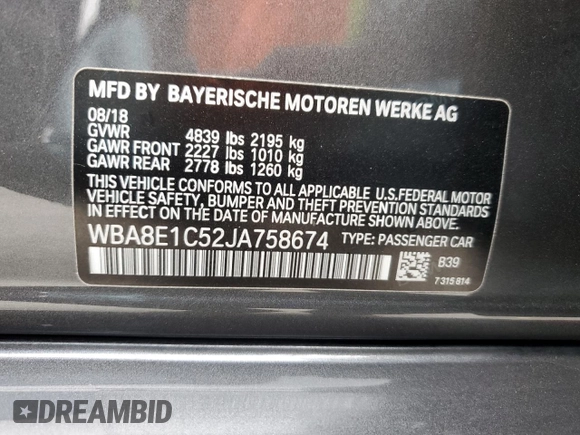 MFD BY BAYERISCHE MOTOREN WERKE AG
08/18
GVWR 4839 lbs 2195 kg
GAWR FRONT 2227 lbs 1010 kg
GAWR REAR 2778 lbs 1260 kg
THIS VEHICLE CONFORMS TO ALL APPLICABLE U.S.FEDERAL MOTOR
VEHICLE SAFETY, BUMPER AND THEFT PREVENTION STANDARDS
IN EFFECT ON THE DATE OF MANUFACTURE SHOWN ABOVE.
WBA8E1C52JA758674 TYPE: PASSENGER CAR
B39
7315814
DREAMBID